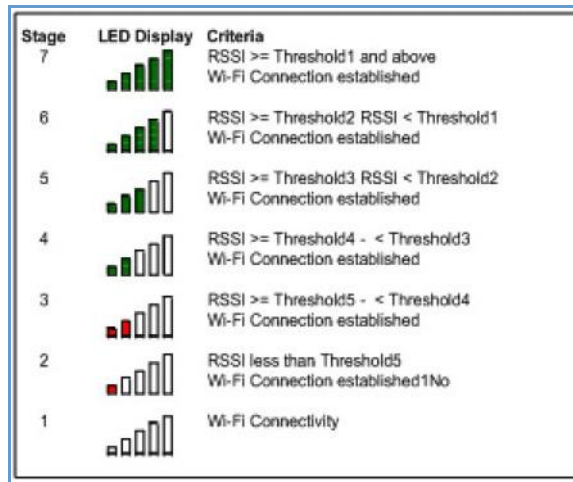 Stage LED Display Criteria
7 RSSI >= Threshold1 and above
Wi-Fi Connection established
6 RSSI >= Threshold2 RSSI < Threshold1
Wi-Fi Connection established
5 RSSI >= Threshold3 RSSI < Threshold2
Wi-Fi Connection established
4 RSSI >= Threshold4 - < Threshold3
Wi-Fi Connection established
3 RSSI >= Threshold5 - < Threshold4
Wi-Fi Connection established
2 RSSI less than Threshold5
Wi-Fi Connection established1No
1 Wi-Fi Connectivity